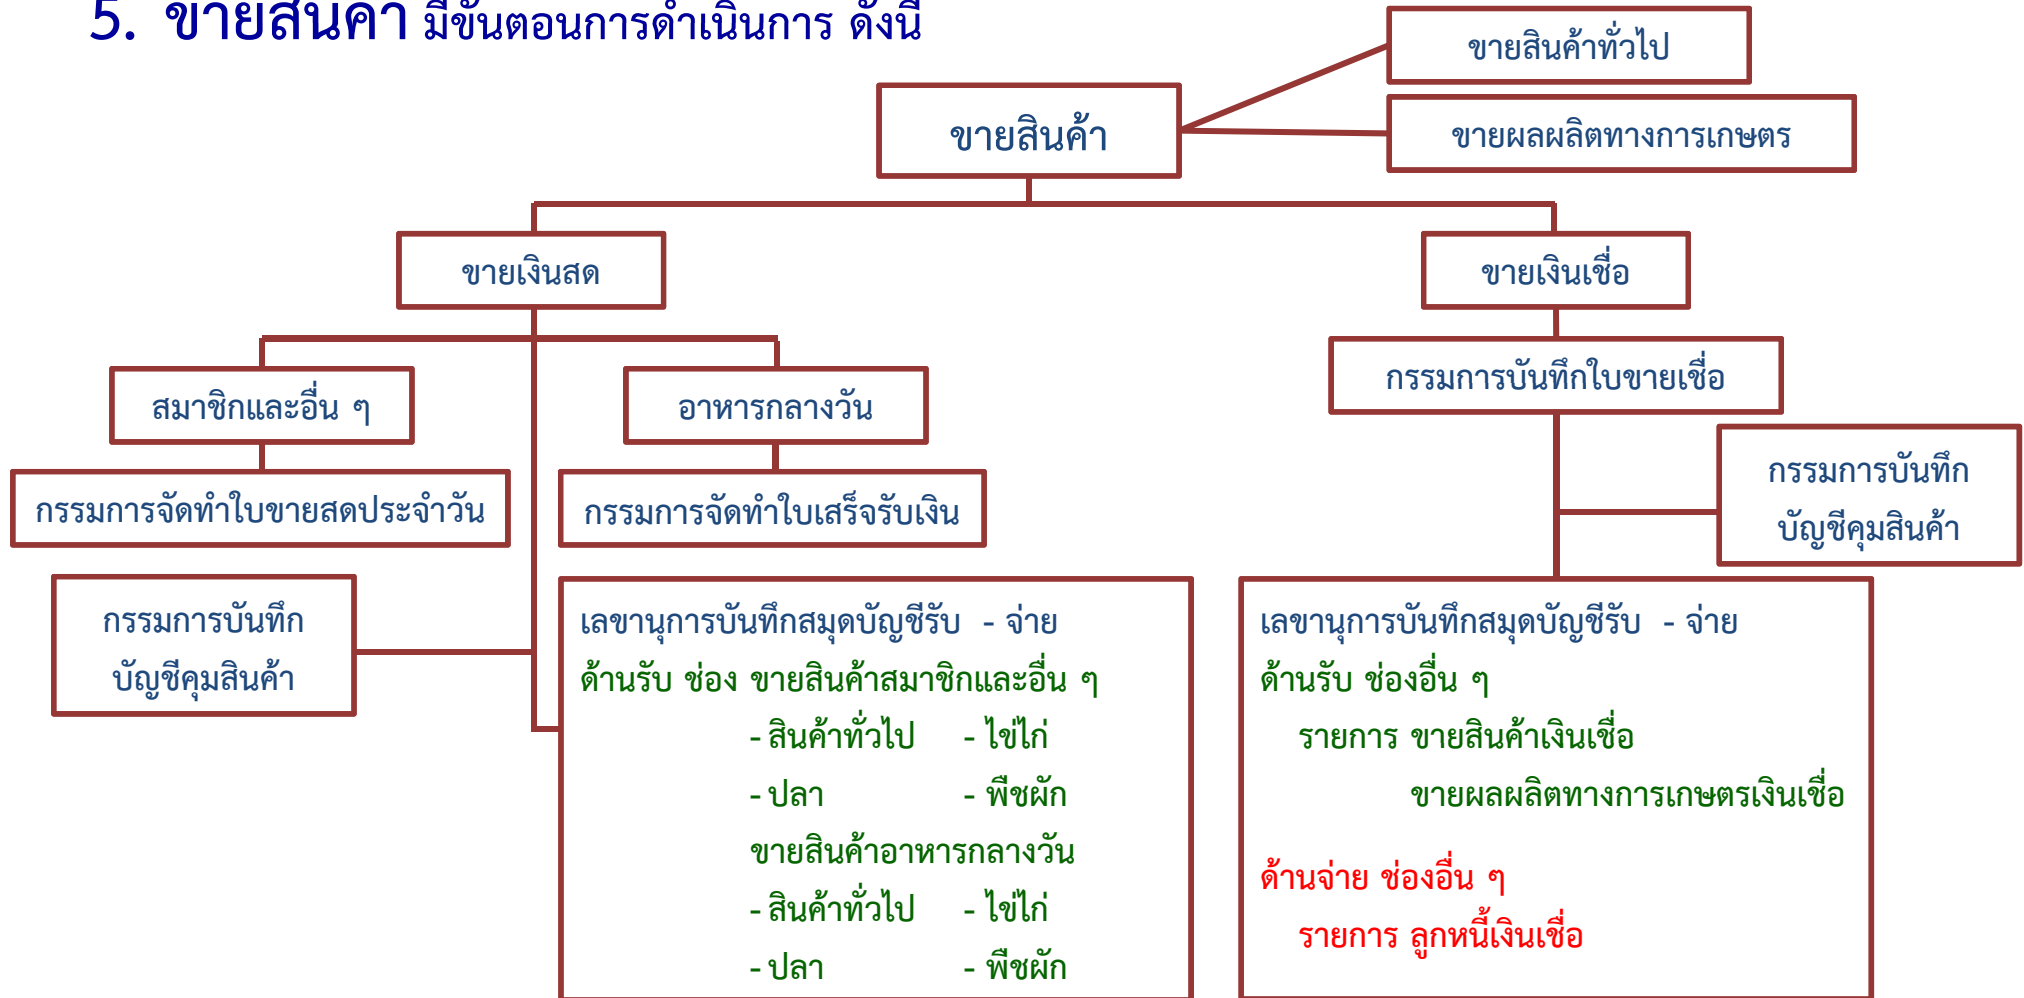 5. ขายสินค้า มีขั้นตอนการดำเนินการ ดังนี้
ขายสินค้าทั่วไป
ขายสินค้า
ขายผลผลิตทางการเกษตร
ขายเงินสด
ขายเงินเชื่อ
สมาชิกและอื่น ๆ
อาหารกลางวัน
กรรมการบันทึกใบขายเชื่อ
กรรมการจัดทำใบขายสดประจำวัน
กรรมการจัดทำใบเสร็จรับเงิน
กรรมการบันทึก
บัญชีคุมสินค้า
กรรมการบันทึก
บัญชีคุมสินค้า
เลขานุการบันทึกสมุดบัญชีรับ - จ่าย
ด้านรับ ช่อง ขายสินค้าสมาชิกและอื่น ๆ
- สินค้าทั่วไป - ไข่ไก่
- ปลา - พืชผัก
ขายสินค้าอาหารกลางวัน
- สินค้าทั่วไป - ไข่ไก่
- ปลา - พืชผัก
เลขานุการบันทึกสมุดบัญชีรับ - จ่าย
ด้านรับ ช่องอื่น ๆ
รายการ ขายสินค้าเงินเชื่อ
ขายผลผลิตทางการเกษตรเงินเชื่อ
ด้านจ่าย ช่องอื่น ๆ
รายการ ลูกหนี้เงินเชื่อ